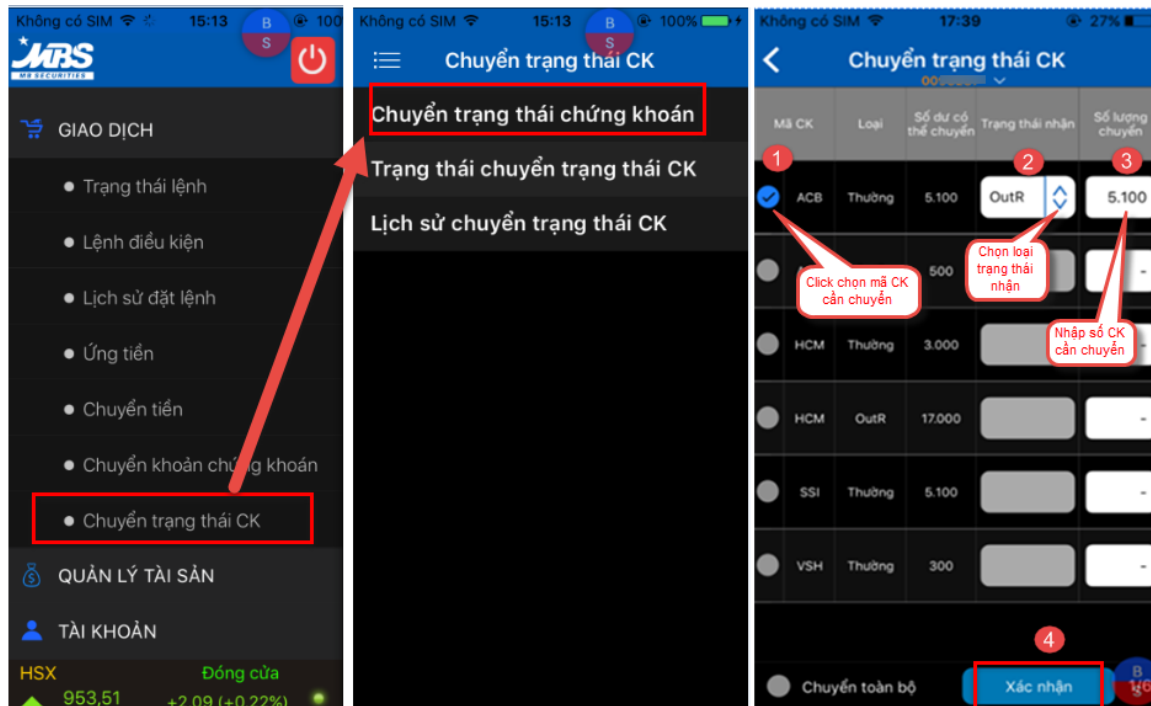 Không có SIM 15:13 100
B
S
MBS
MB SECURITIES
GIAO DỊCH
Trạng thái lệnh
Lệnh điều kiện
Lịch sử đặt lệnh
Ứng tiền
Chuyển tiền
Chuyển khoản chứng khoán
Chuyển trạng thái CK
QUẢN LÝ TÀI SẢN
TÀI KHOẢN
HSX Đóng cửa
953,51 +2,09 (+0,22%)
Không có SIM 15:13 100%
B
S
Chuyển trạng thái CK
Chuyển trạng thái chứng khoán
Trạng thái chuyển trạng thái CK
Lịch sử chuyển trạng thái CK
Không có SIM 17:39 27%
Chuyển trạng thái CK
Mã CK Loại Số dư có thể chuyển Trạng thái nhận Số lượng chuyển
1 2 3
ACB Thường 5.100 OutR 5.100
Chọn loại
trạng thái
nhận
500 -
Click chọn mã CK
cần chuyển
Nhập số CK
cần chuyển
HCM Thường 3.000 -
HCM OutR 17.000 -
SSI Thường 5.100 -
VSH Thường 300 -
4
Chuyển toàn bộ Xác nhận
B
S